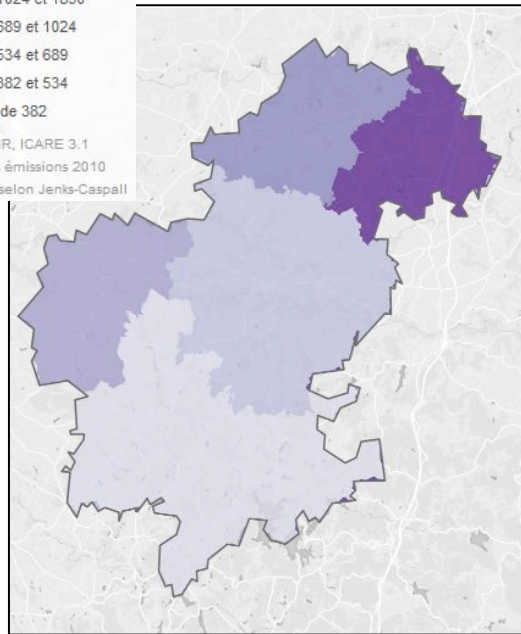 689 et 1024
534 et 689
382 et 534
de 382
R, ICARE 3.1
émissions 2010
selon Jenks-Caspall